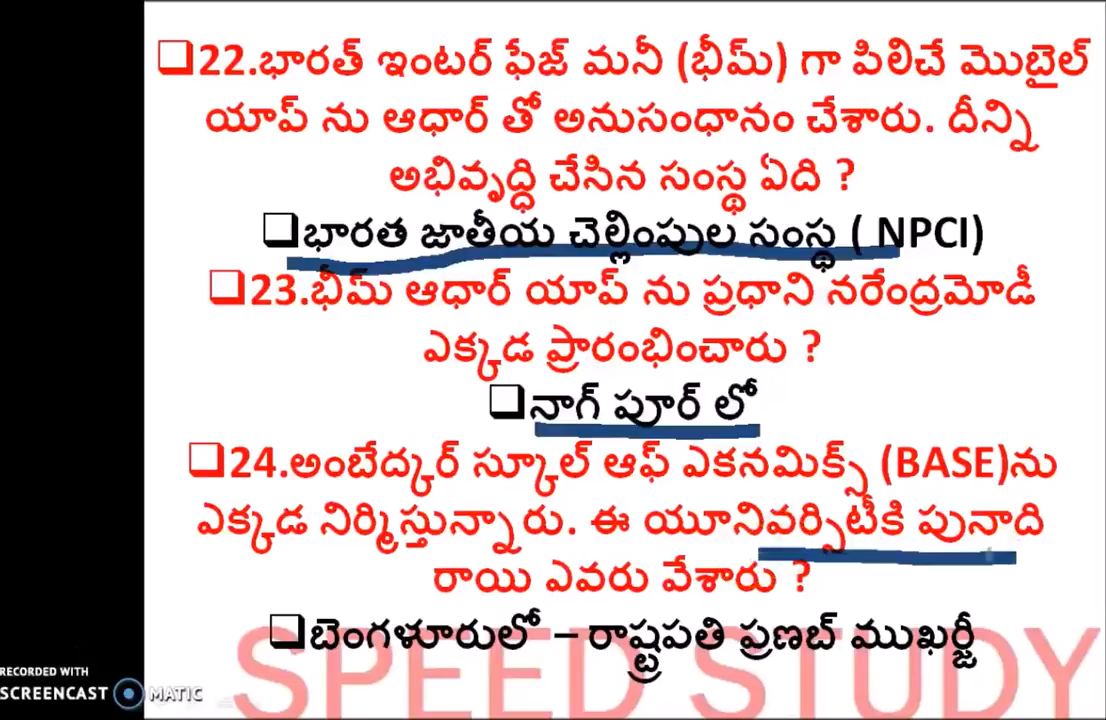 ❑22.భారత్ ఇంటర్ ఫేజ్ మనీ (భీమ్) గా పిలిచే మొబైల్
యాప్ ను ఆధార్ తో అనుసంధానం చేశారు. దీన్ని
అభివృద్ధి చేసిన సంస్థ ఏది ?
❑భారత జాతీయ చెల్లింపుల సంస్థ ( NPCI)
❑23.భీమ్ ఆధార్ యాప్ ను ప్రధాని నరేంద్రమోడీ
ఎక్కడ ప్రారంభించారు ?
❑నాగ్ పూర్ లో
❑24.అంబేద్కర్ స్కూల్ ఆఫ్ ఎకనమిక్స్ (BASE)ను
ఎక్కడ నిర్మిస్తున్నారు. ఈ యూనివర్సిటీకి పునాది
రాయి ఎవరు వేశారు ?
❑బెంగళూరులో – రాష్ట్రపతి ప్రణబ్ ముఖర్జీ
SPEED STUDY
RECORDED WITH
SCREENCAST MATIC